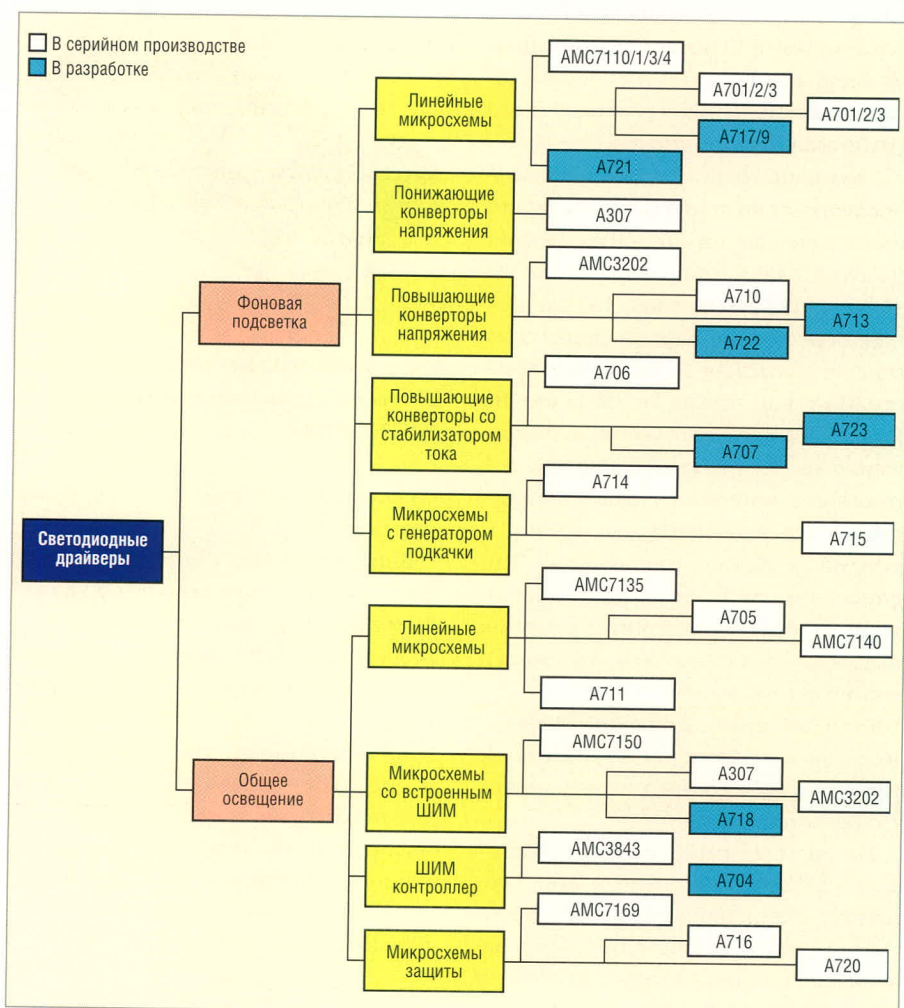 В серийном производстве
В разработке
AMC7110/1/3/4
A701/2/3
Линейные
микросхемы
A701/2/3
A717/9
A721
Понижающие
конверторы
напряжения
A307
AMC3202
Фоновая
подсветка
Повышающие
конверторы
напряжения
A710
A713
A722
A706
Повышающие
конверторы со
стабилизатором
тока
A723
A707
A714
Микросхемы
с генератором
подкачки
A715
Светодиодные
драйверы
AMC7135
Линейные
микросхемы
A705
AMC7140
A711
AMC7150
Общее
освещение
Микросхемы
со встроенным
ШИМ
A307
AMC3202
A718
AMC3843
ШИМ
контроллер
A704
AMC7169
Микросхемы
защиты
A716
A720